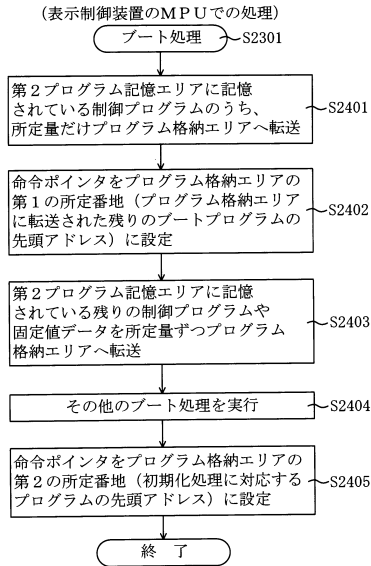 (表示制御装置のMPUでの処理)
ブート処理
S2301
第2プログラム記憶エリアに記憶
されている制御プログラムのうち、
所定量だけプログラム格納エリアへ転送
S2401
命令ポインタをプログラム格納エリアの
第1の所定番地(プログラム格納エリア
に転送された残りのブートプログラムの
先頭アドレス)に設定
S2402
第2プログラム記憶エリアに記憶
されている残りの制御プログラムや
固定値データを所定量ずつプログラム
格納エリアへ転送
S2403
その他のブート処理を実行
S2404
命令ポインタをプログラム格納エリアの
第2の所定番地(初期化処理に対応する
プログラムの先頭アドレス)に設定
S2405
終 了